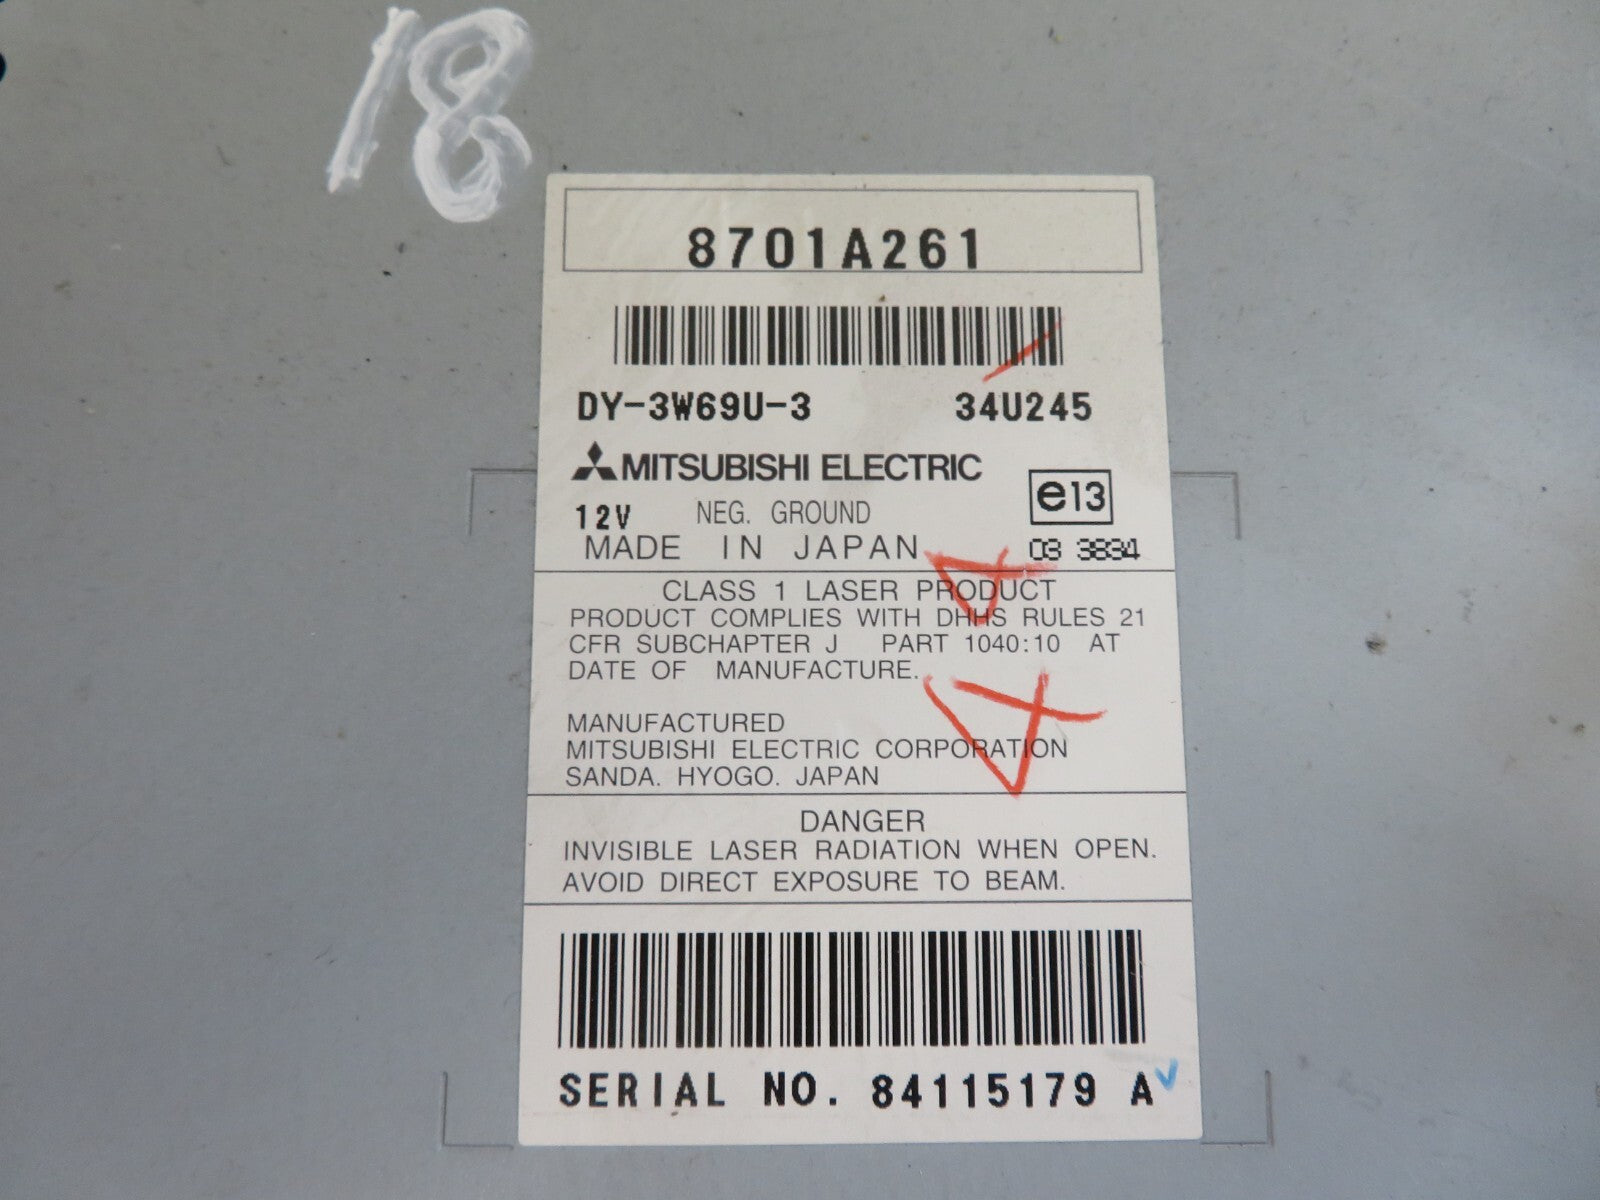 18
8701A261
DY-3W69U-3 34U245
MITSUBISHI ELECTRIC
e13
12V NEG. GROUND
MADE IN JAPAN 03 3834
CLASS 1 LASER PRODUCT
PRODUCT COMPLIES WITH DHHS RULES 21
CFR SUBCHAPTER J PART 1040:10 AT
DATE OF MANUFACTURE.
MANUFACTURED
MITSUBISHI ELECTRIC CORPORATION
SANDA. HYOGO. JAPAN
DANGER
INVISIBLE LASER RADIATION WHEN OPEN.
AVOID DIRECT EXPOSURE TO BEAM.
SERIAL NO. 84115179 A